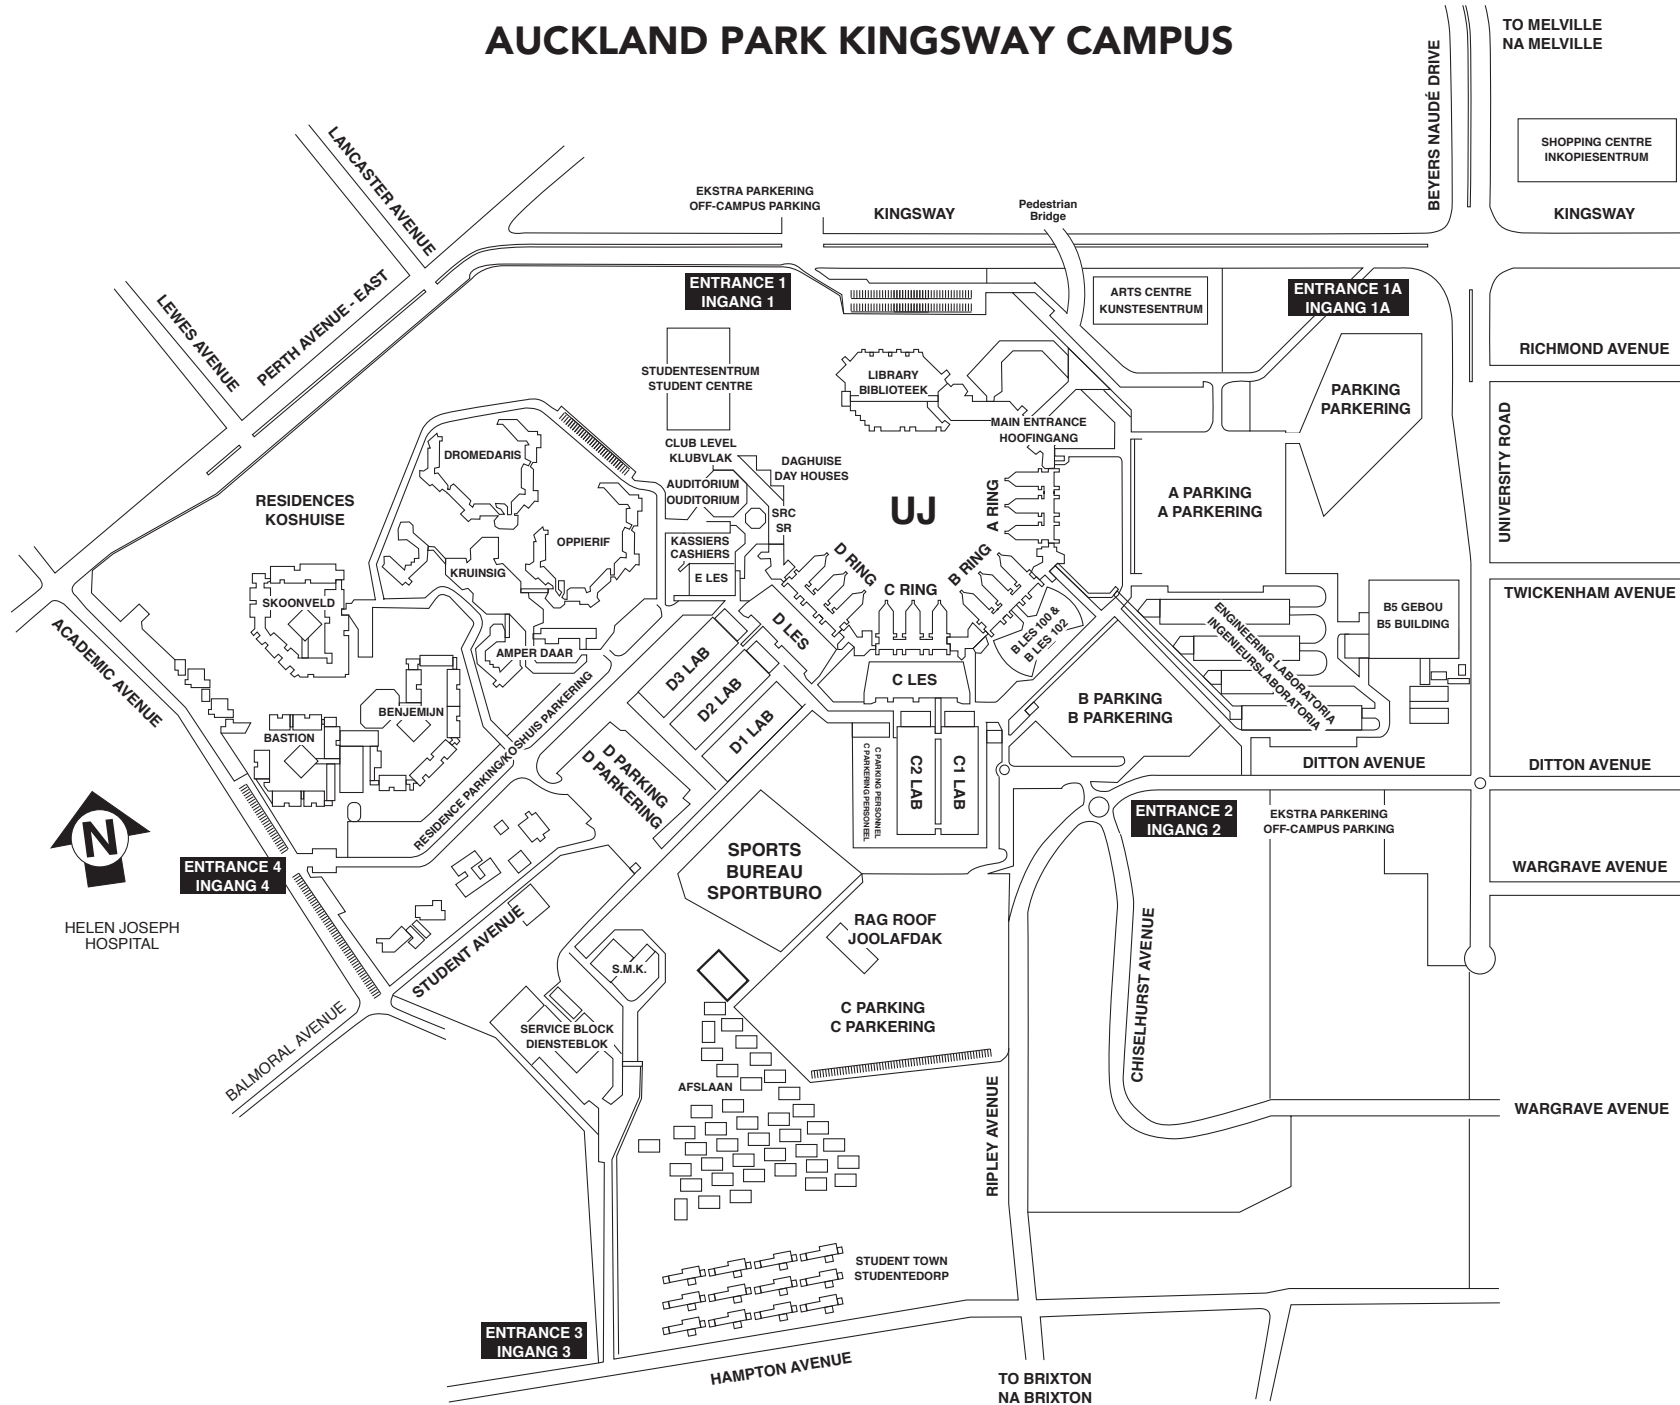 AUCKLAND PARK KINGSWAY CAMPUS
TO MELVILLE
NA MELVILLE
BEYERS NAUDÉ DRIVE
SHOPPING CENTRE
INKOPIESENTRUM
LANCASTER AVENUE
EKSTRA PARKERING
OFF-CAMPUS PARKING
KINGSWAY
Pedestrian
Bridge
KINGSWAY
LEWES AVENUE
PERTH AVENUE - EAST
ENTRANCE 1
INGANG 1
ARTS CENTRE
KUNSTESENTRUM
ENTRANCE 1A
INGANG 1A
RICHMOND AVENUE
STUDENTESENTRUM
STUDENT CENTRE
LIBRARY
BIBLIOTEEK
PARKING
PARKERING
MAIN ENTRANCE
HOOFINGANG
UNIVERSITY ROAD
CLUB LEVEL
KLUBVLAK
DAGHUISE
DAY HOUSES
DROMEDARIS
AUDITORIUM
OUDITORIUM
RESIDENCES
KOSHUISE
SRC
SR
UJ
A RING
A PARKING
A PARKERING
OPPIERIF
KASSIERS
CASHIERS
E LES
KRUINSIG
D RING
C RING
B RING
SKOONVELD
D LES
B LES 100 &
B LES 102
ENGINEERING LABORATORIA
INGENIEURSLABORATORIA
B5 GEBOU
B5 BUILDING
TWICKENHAM AVENUE
ACADEMIC AVENUE
AMPER DAAR
D3 LAB
D2 LAB
D1 LAB
C LES
B PARKING
B PARKERING
BENJEMIJN
BASTION
RESIDENCE PARKING/KOSHUIS PARKERING
D PARKING
D PARKERING
C PARKING PERSONNEL
C PARKERING PERSONEEL
C2 LAB
C1 LAB
DITTON AVENUE
DITTON AVENUE
N
ENTRANCE 2
INGANG 2
EKSTRA PARKERING
OFF-CAMPUS PARKING
SPORTS
BUREAU
SPORTBURO
ENTRANCE 4
INGANG 4
WARGRAVE AVENUE
HELEN JOSEPH
HOSPITAL
STUDENT AVENUE
RAG ROOF
JOOLAFDAK
S.M.K.
CHISELHURST AVENUE
C PARKING
C PARKERING
SERVICE BLOCK
DIENSTEBLOK
BALMORAL AVENUE
AFSLAAN
RIPLEY AVENUE
WARGRAVE AVENUE
STUDENT TOWN
STUDENTEDORP
ENTRANCE 3
INGANG 3
HAMPTON AVENUE
TO BRIXTON
NA BRIXTON